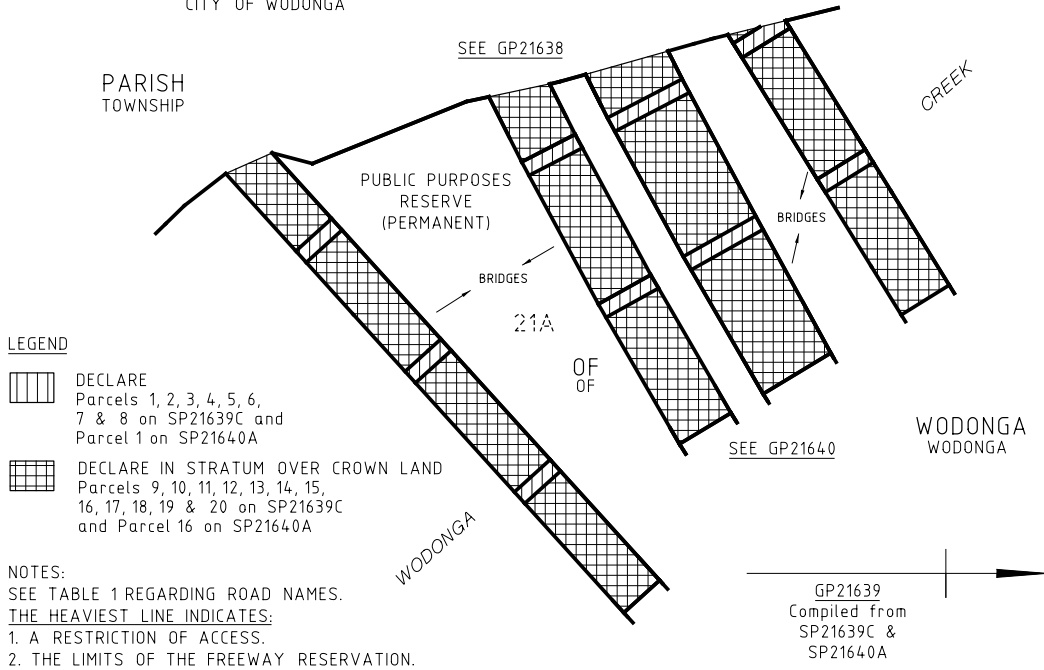 CITY OF WODONGA
SEE GP21638
PARISH
TOWNSHIP
CREEK
PUBLIC PURPOSES
RESERVE
(PERMANENT)
BRIDGES
BRIDGES
21A
OF
OF
LEGEND
DECLARE
Parcels 1, 2, 3, 4, 5, 6,
7 & 8 on SP21639C and
Parcel 1 on SP21640A
WODONGA
WODONGA
SEE GP21640
DECLARE IN STRATUM OVER CROWN LAND
Parcels 9, 10, 11, 12, 13, 14, 15,
16, 17, 18, 19 & 20 on SP21639C
and Parcel 16 on SP21640A
WODONGA
NOTES:
SEE TABLE 1 REGARDING ROAD NAMES.
THE HEAVIEST LINE INDICATES:
1. A RESTRICTION OF ACCESS.
2. THE LIMITS OF THE FREEWAY RESERVATION.
GP21639
Compiled from
SP21639C &
SP21640A